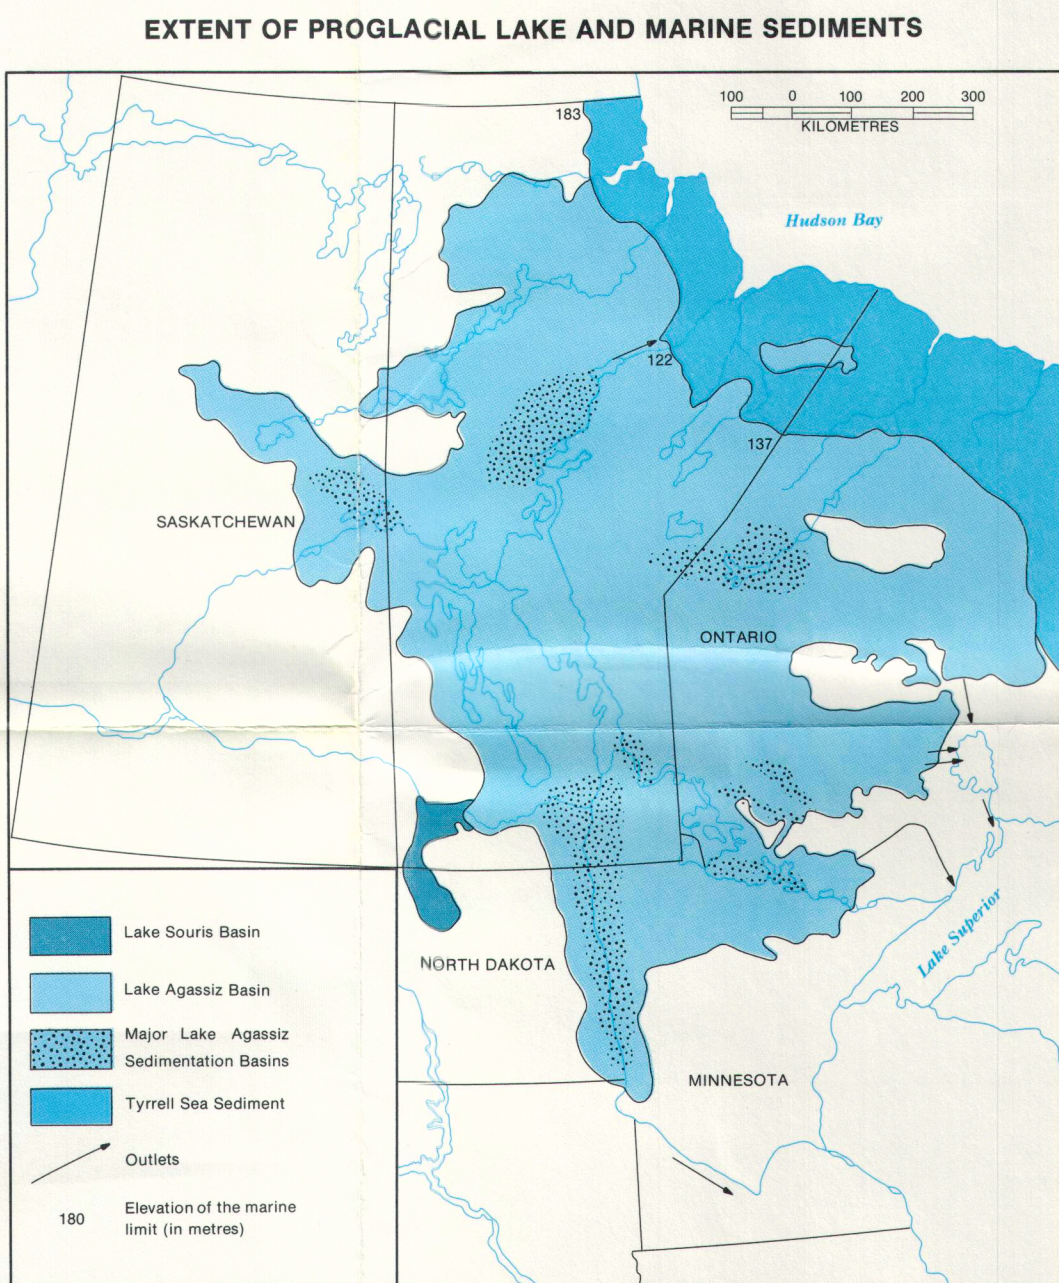 EXTENT OF PROGLACIAL LAKE AND MARINE SEDIMENTS
183
100 0 100 200 300
KILOMETRES
Hudson Bay
122
137
SASKATCHEWAN
ONTARIO
Lake Superior
NORTH DAKOTA
MINNESOTA
Lake Souris Basin
Lake Agassiz Basin
Major Lake Agassiz
Sedimentation Basins
Tyrrell Sea Sediment
Outlets
180
Elevation of the marine
limit (in metres)